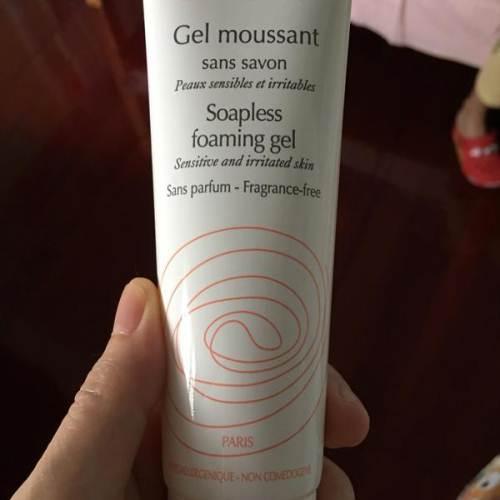 Gel moussant
sans savon
Peaux sensibles et irritables
Soapless
foaming gel
Sensitive and irritated skin
Sans parfum - Fragrance-free
PARIS
HYPOALLERGENIQUE - NON COMEDOGENE